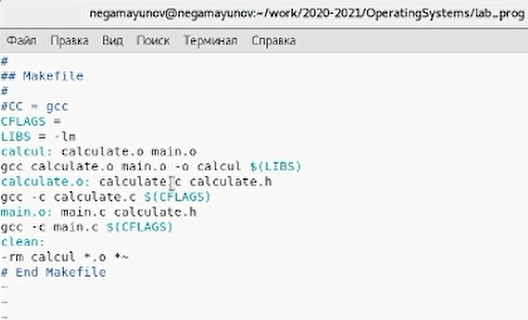 negamayunov@negamayunov:~/work/2020-2021/OperatingSystems/lab_prog
Файл Правка Вид Поиск Терминал Справка
#
## Makefile
#
#CC = gcc
CFLAGS =
LIBS = -lm
calcul: calculate.o main.o
gcc calculate.o main.o -o calcul $(LIBS)
calculate.o: calculate.c calculate.h
gcc -c calculate.c $(CFLAGS)
main.o: main.c calculate.h
gcc -c main.c $(CFLAGS)
clean:
-rm calcul *.o *~
# End Makefile
~
~
~